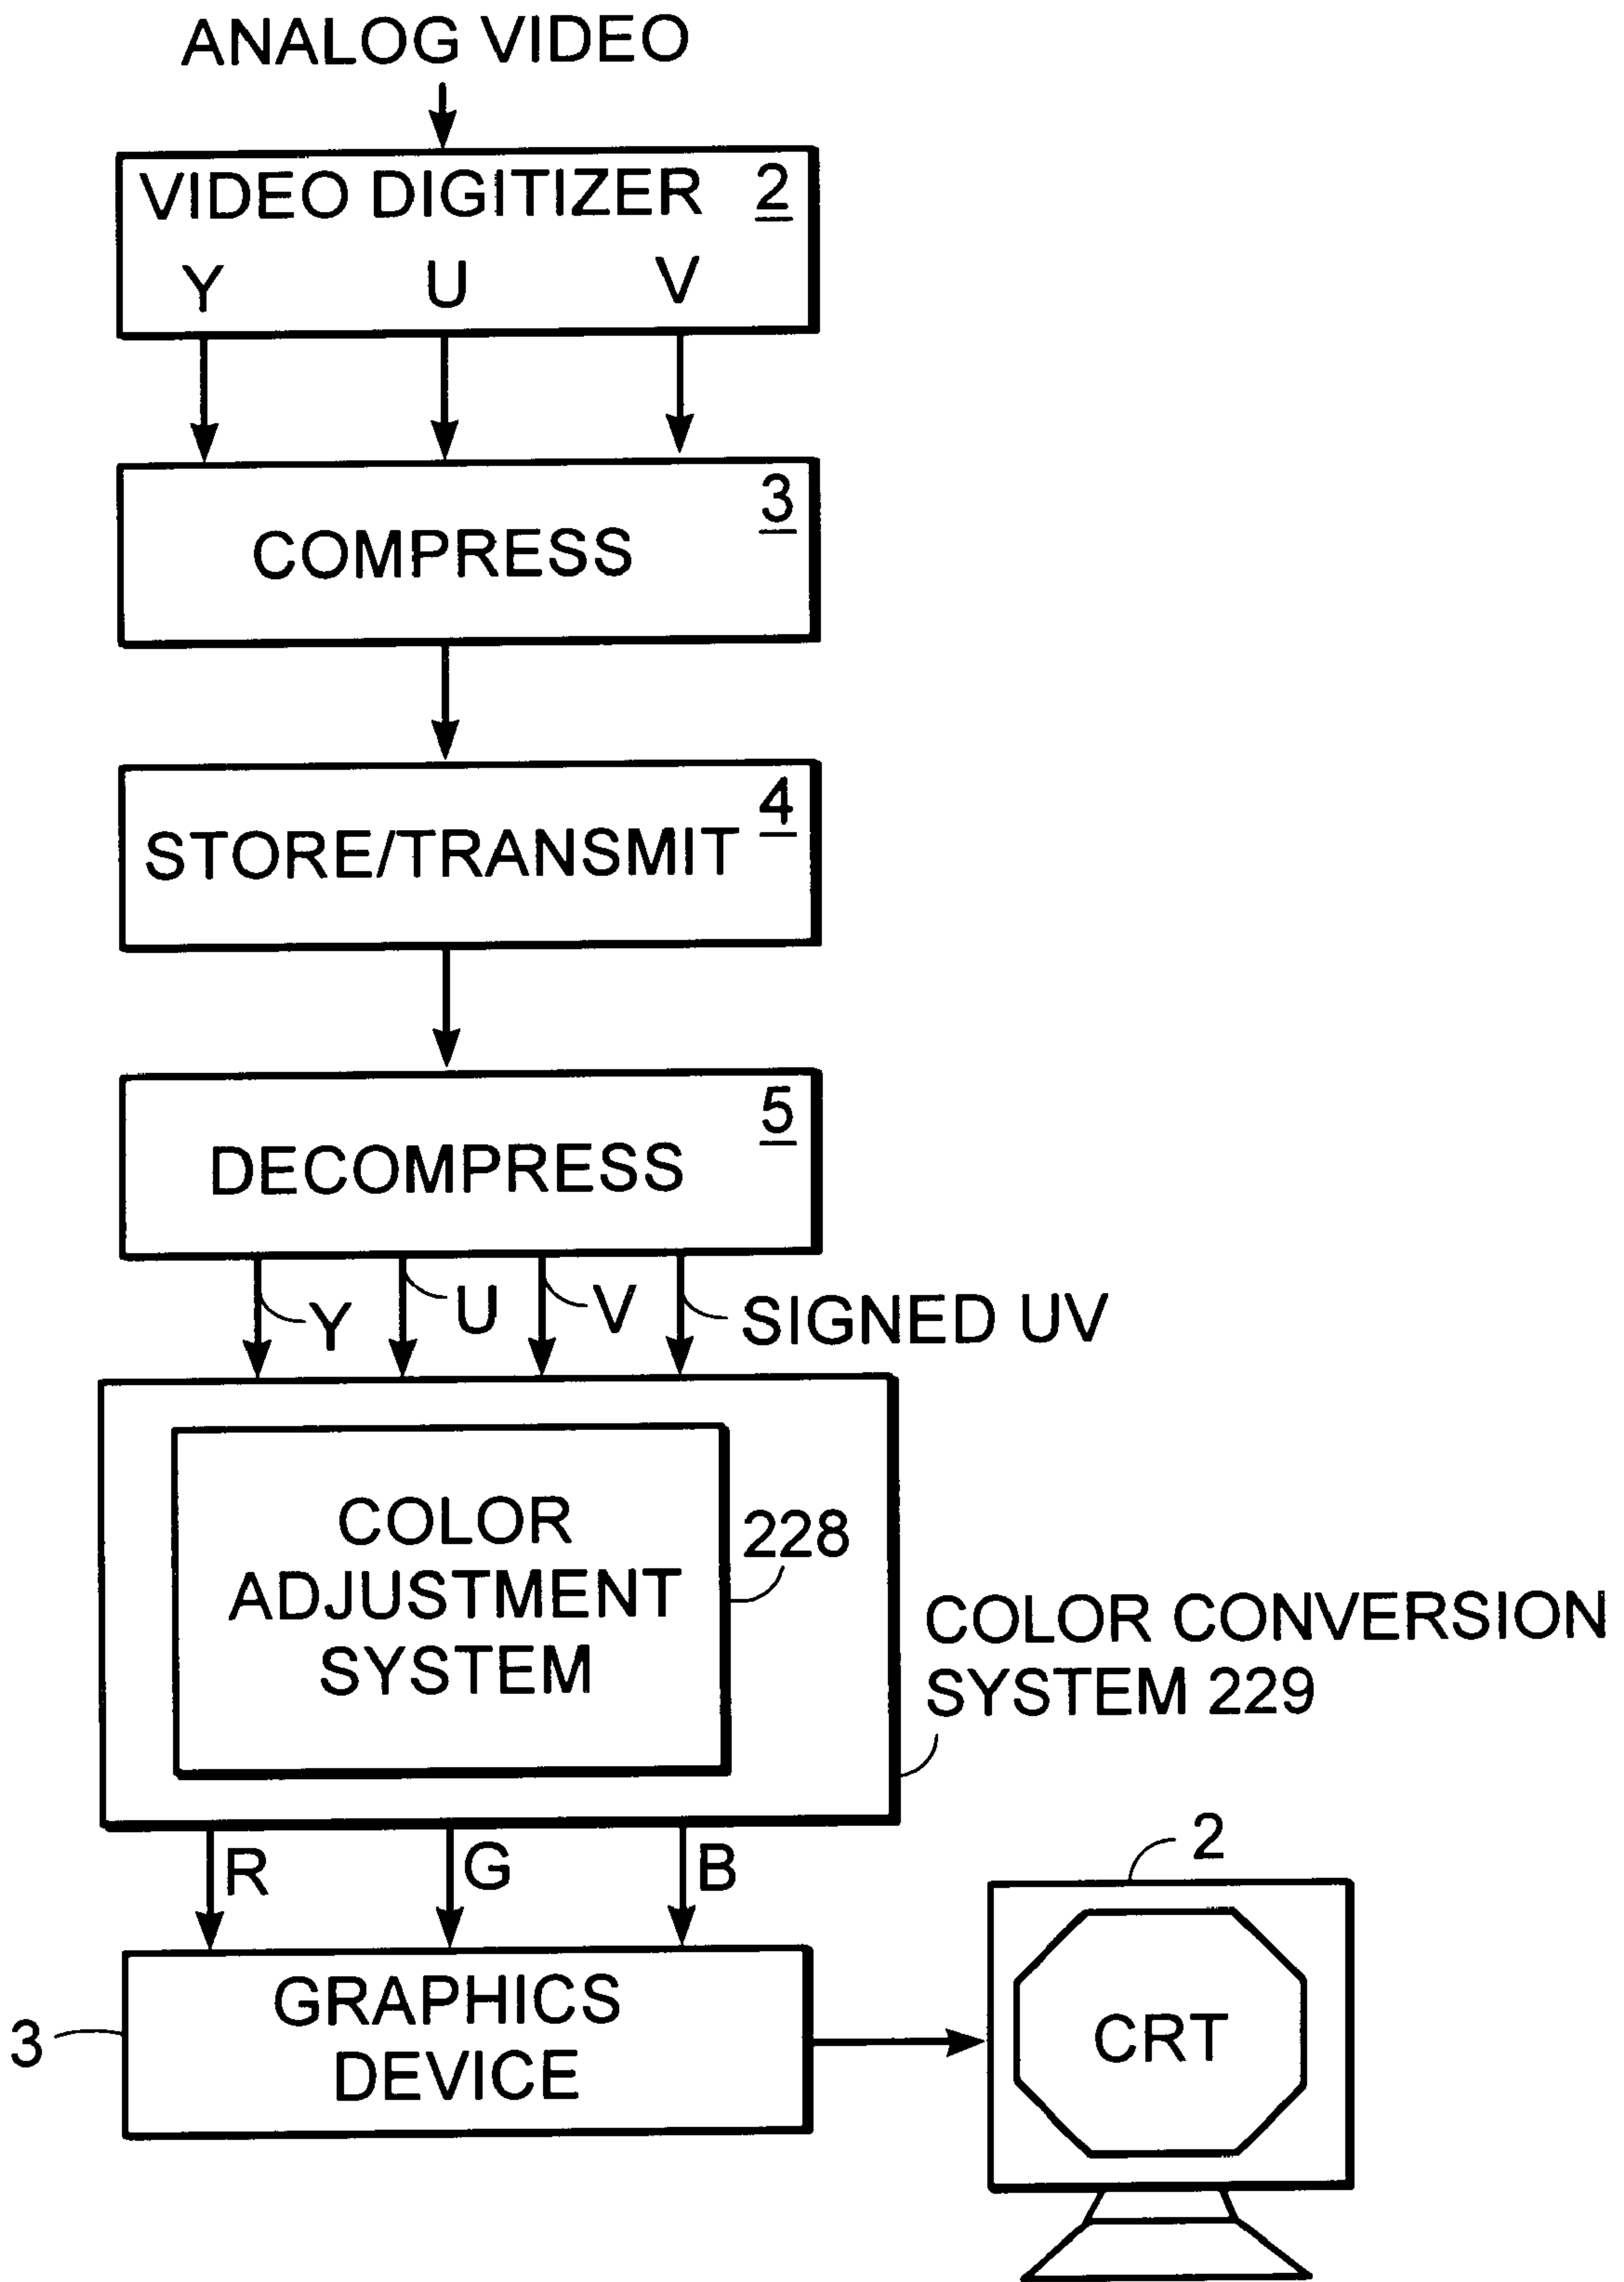 ANALOG VIDEO
VIDEO DIGITIZER 2
Y U V
3
COMPRESS
4
STORE/TRANSMIT
5
DECOMPRESS
Y U V SIGNED UV
COLOR
ADJUSTMENT
SYSTEM
228
COLOR CONVERSION
SYSTEM 229
R G B
2
GRAPHICS
DEVICE
3
CRT